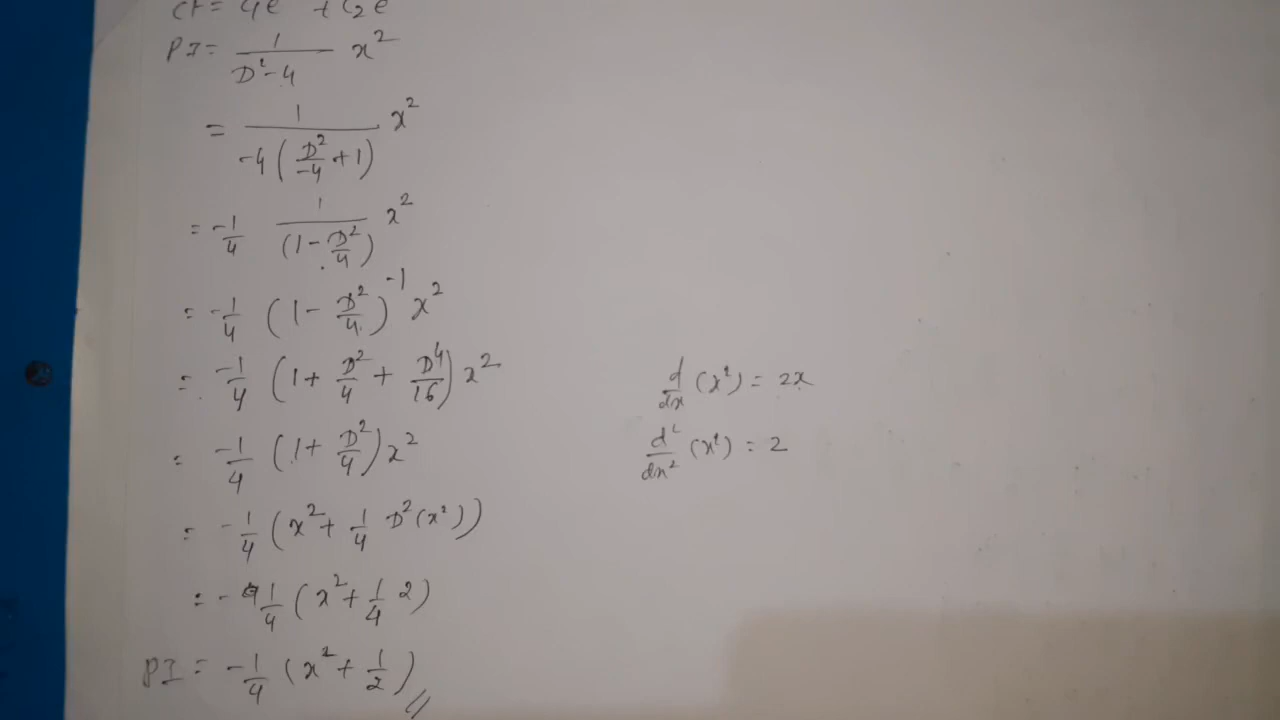 CF = C₁e + C₂e
PI = 1/(D²-4) x²
= 1/(-4(D²/-4 + 1)) x²
= -1/4 1/(1 - D²/4) x²
= -1/4 (1 - D²/4)⁻¹ x²
= -1/4 (1 + D²/4 + D⁴/16) x²
= -1/4 (1 + D²/4) x²
= -1/4 (x² + 1/4 D²(x²))
= - 1/4 (x² + 1/4 2)
PI = -1/4 (x² + 1/2)
d/dx (x²) = 2x
d²/dx² (x²) = 2